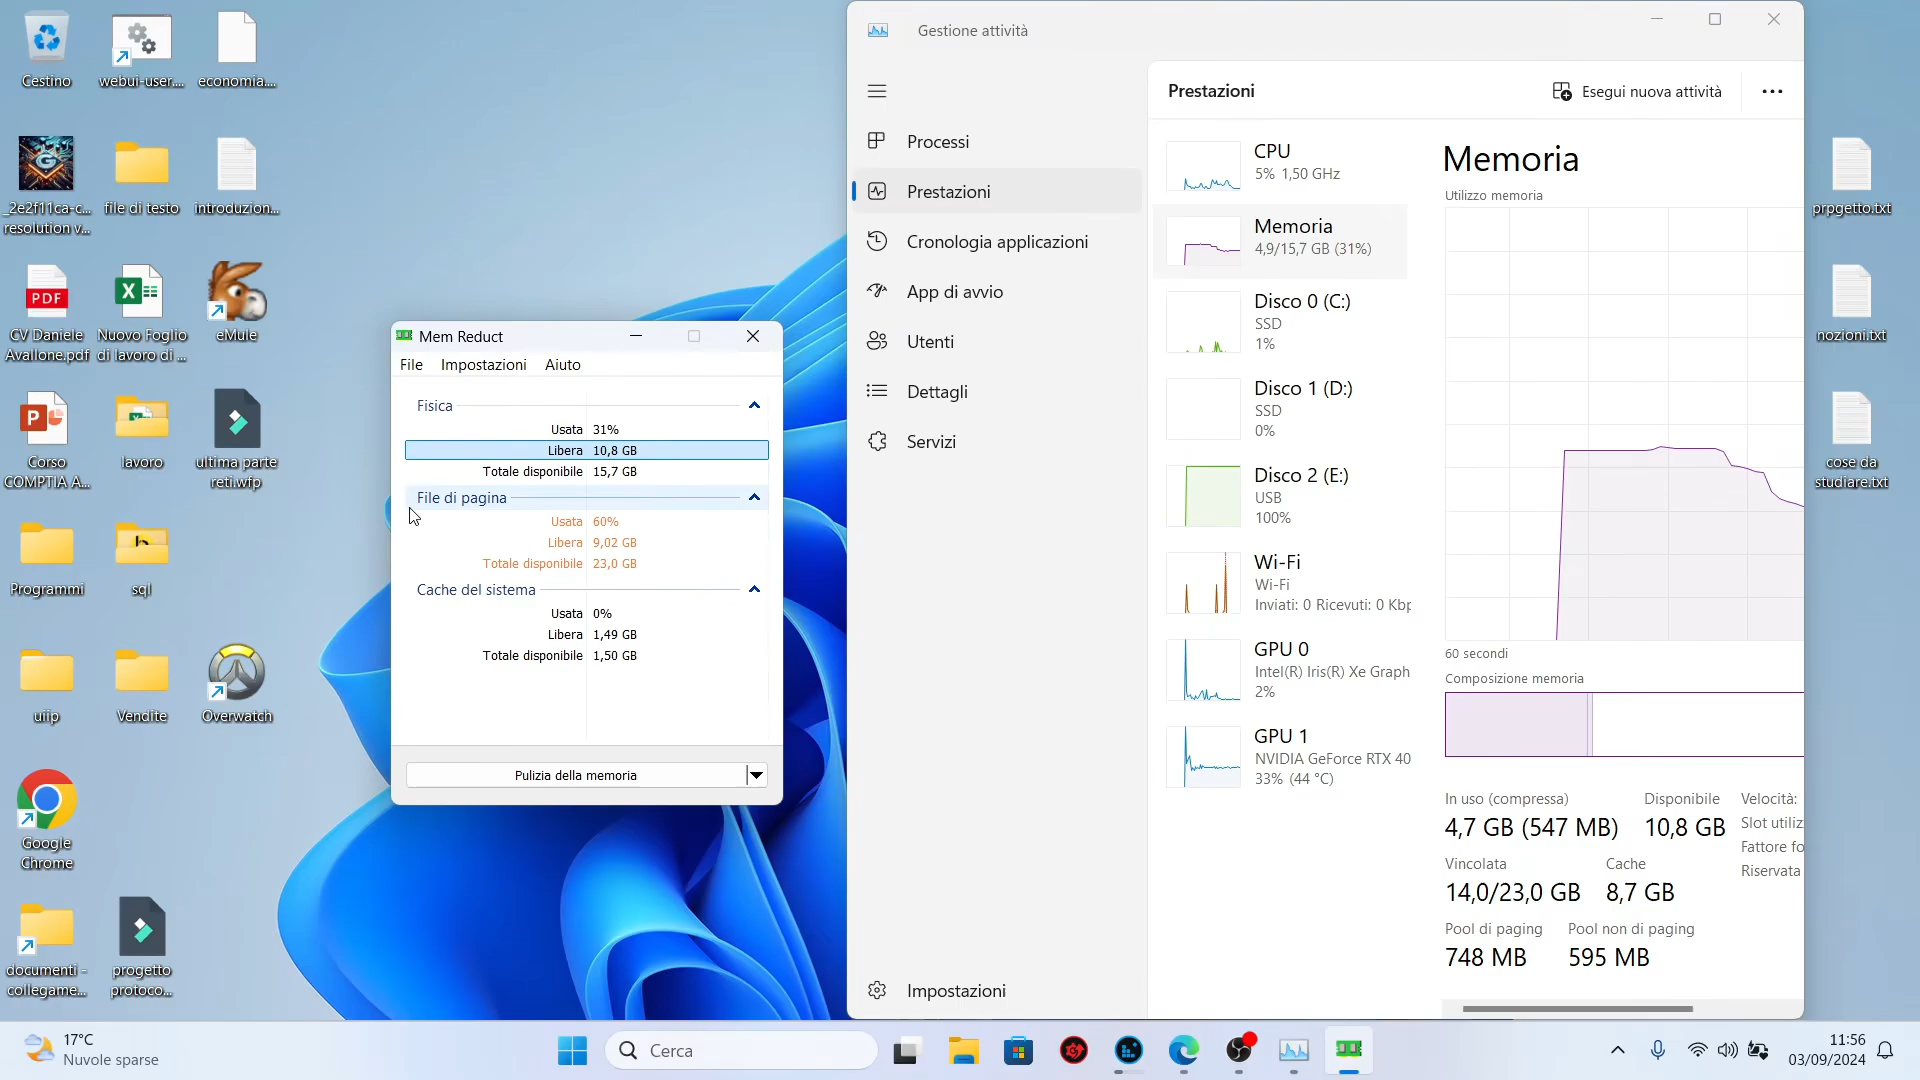 Cestino
webui-user....
economia....
_2e2f11ca-c...
resolution v...
file di testo
introduzion...
CV Daniele
Avallone.pdf
Nuovo Foglio
di lavoro di ...
eMule
Corso
COMPTIA A...
lavoro
ultima parte
reti.wfp
Programmi
sql
uiip
Vendite
Overwatch
Google
Chrome
documenti -
collegame...
progetto
protoco...
Mem Reduct
File
Impostazioni
Aiuto
Fisica
Usata 31%
Libera 10,8 GB
Totale disponibile 15,7 GB
File di pagina
Usata 60%
Libera 9,02 GB
Totale disponibile 23,0 GB
Cache del sistema
Usata 0%
Libera 1,49 GB
Totale disponibile 1,50 GB
Pulizia della memoria
Gestione attività
Processi
Prestazioni
Cronologia applicazioni
App di avvio
Utenti
Dettagli
Servizi
Impostazioni
Prestazioni
Esegui nuova attività
CPU
5% 1,50 GHz
Memoria
4,9/15,7 GB (31%)
Disco 0 (C:)
SSD
1%
Disco 1 (D:)
SSD
0%
Disco 2 (E:)
USB
100%
Wi-Fi
Wi-Fi
Inviati: 0 Ricevuti: 0 Kbp
GPU 0
Intel(R) Iris(R) Xe Graph
2%
GPU 1
NVIDIA GeForce RTX 40
33% (44 °C)
Memoria
Utilizzo memoria
60 secondi
Composizione memoria
In uso (compressa)
4,7 GB (547 MB)
Disponibile
10,8 GB
Velocità:
Slot utiliz
Fattore fo
Riservata
Vincolata
14,0/23,0 GB
Cache
8,7 GB
Pool di paging
748 MB
Pool non di paging
595 MB
prpgetto.txt
nozioni.txt
cose da
studiare.txt
17°C
Nuvole sparse
Cerca
11:56
03/09/2024